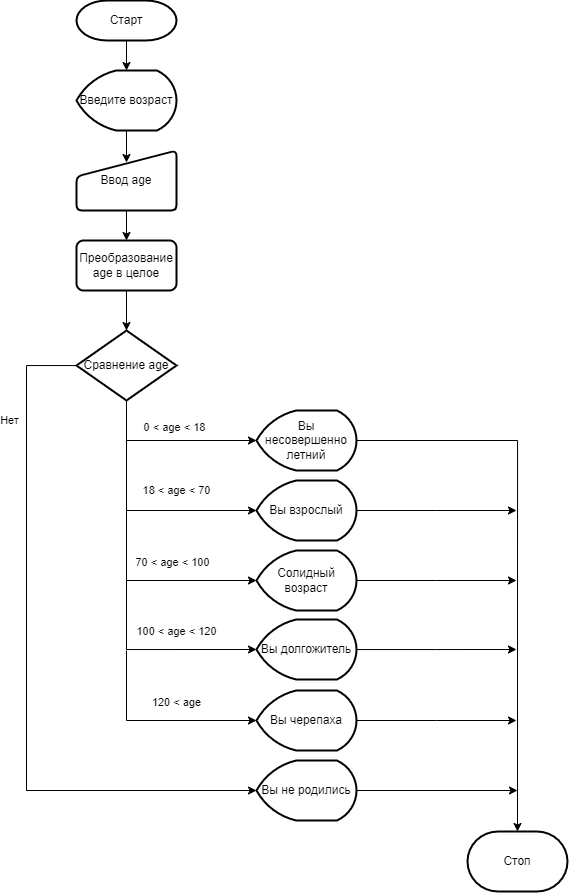 Старт
Введите возраст
Ввод age
Преобразование
age в целое
Сравнение age
Нет
0 < age < 18
Вы
несовершенно
летний
18 < age < 70
Вы взрослый
70 < age < 100
Солидный
возраст
100 < age < 120
Вы долгожитель
120 < age
Вы черепаха
Вы не родились
Стоп